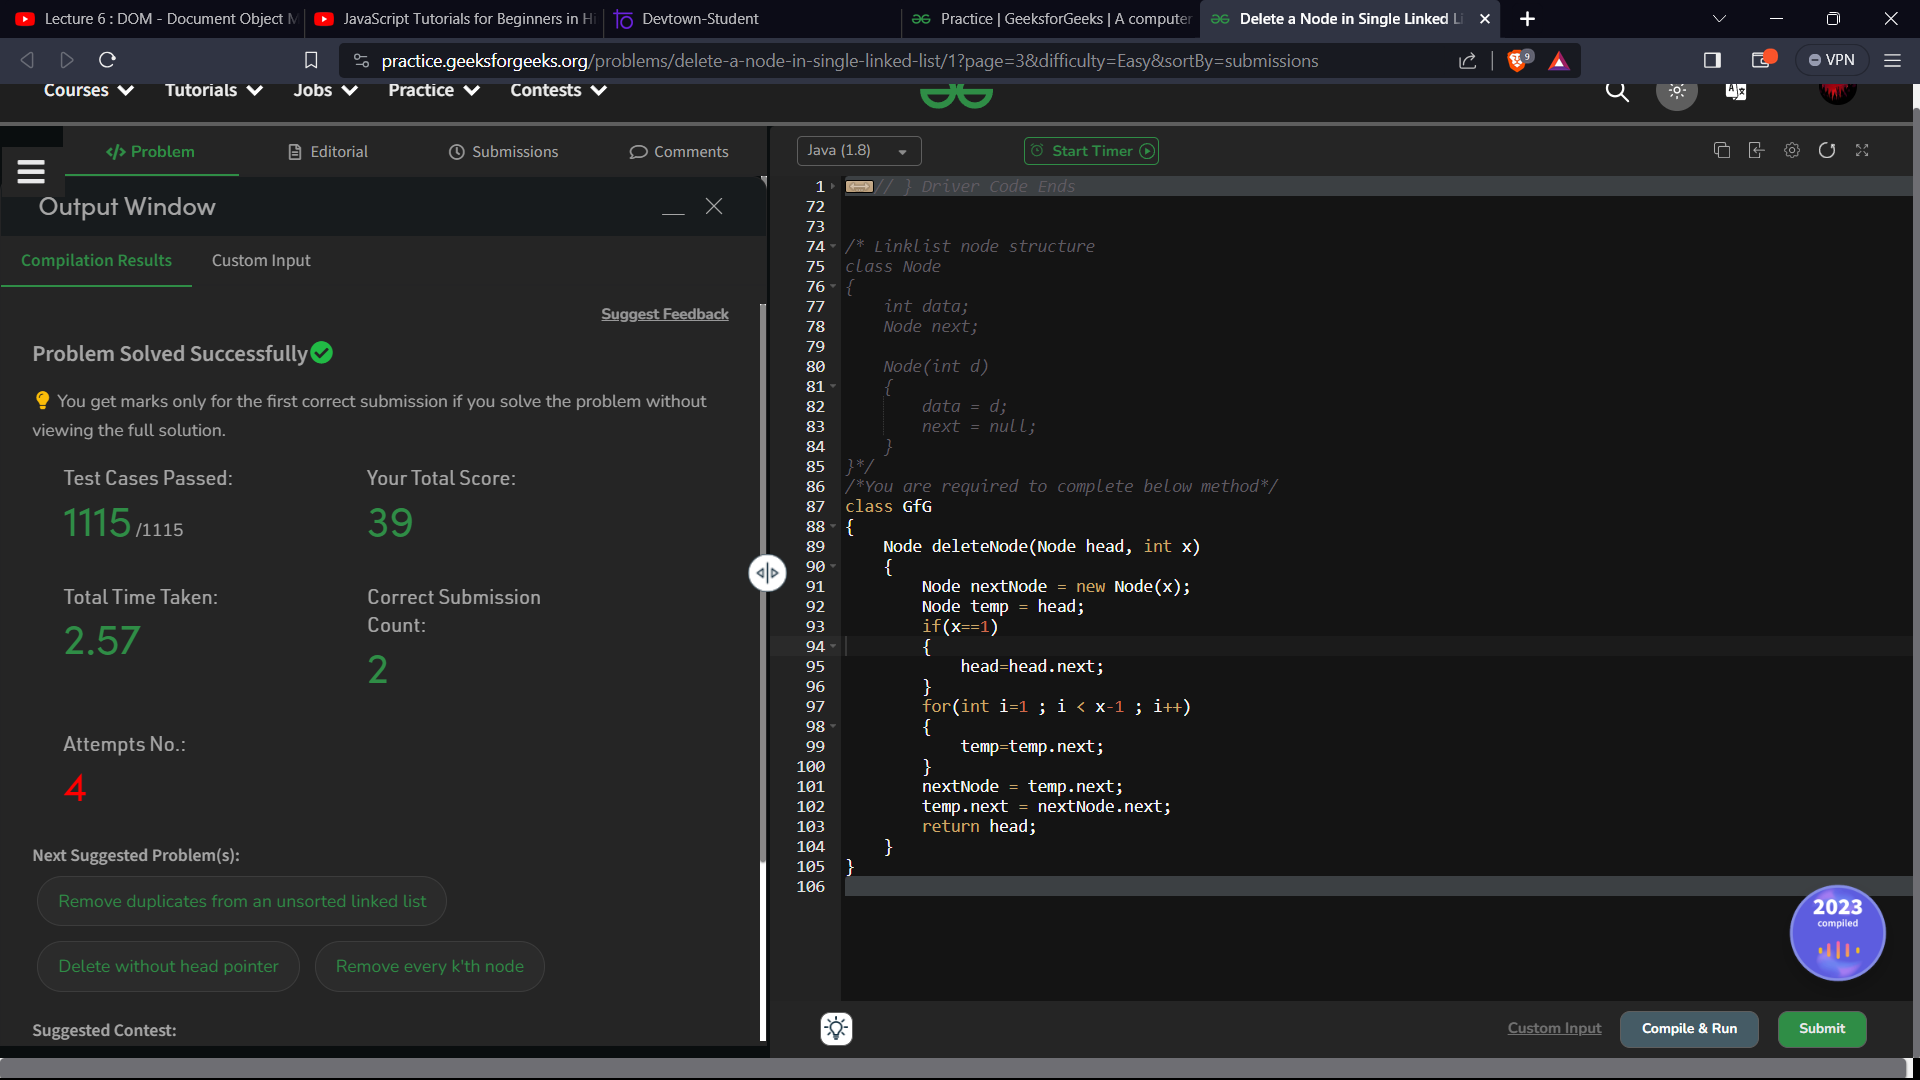 Lecture 6 : DOM - Document Object M
JavaScript Tutorials for Beginners in Hi
Devtown-Student
Practice | GeeksforGeeks | A computer
Delete a Node in Single Linked Li
practice.geeksforgeeks.org/problems/delete-a-node-in-single-linked-list/1?page=3&difficulty=Easy&sortBy=submissions
9
VPN
Courses
Tutorials
Jobs
Practice
Contests
</> Problem
Editorial
Submissions
Comments
Java (1.8)
Start Timer
Output Window
Compilation Results
Custom Input
Suggest Feedback
Problem Solved Successfully
You get marks only for the first correct submission if you solve the problem without
viewing the full solution.
Test Cases Passed:
1115 /1115
Your Total Score:
39
Total Time Taken:
2.57
Correct Submission
Count:
2
Attempts No.:
4
Next Suggested Problem(s):
Remove duplicates from an unsorted linked list
Delete without head pointer
Remove every k'th node
Suggested Contest:
1 // } Driver Code Ends
72
73
74 /* Linklist node structure
75 class Node
76 {
77 int data;
78 Node next;
79
80 Node(int d)
81 {
82 data = d;
83 next = null;
84 }
85 }*/
86 /*You are required to complete below method*/
87 class GfG
88 {
89 Node deleteNode(Node head, int x)
90 {
91 Node nextNode = new Node(x);
92 Node temp = head;
93 if(x==1)
94 {
95 head=head.next;
96 }
97 for(int i=1 ; i < x-1 ; i++)
98 {
99 temp=temp.next;
100 }
101 nextNode = temp.next;
102 temp.next = nextNode.next;
103 return head;
104 }
105 }
106
2023
compiled
Custom Input
Compile & Run
Submit